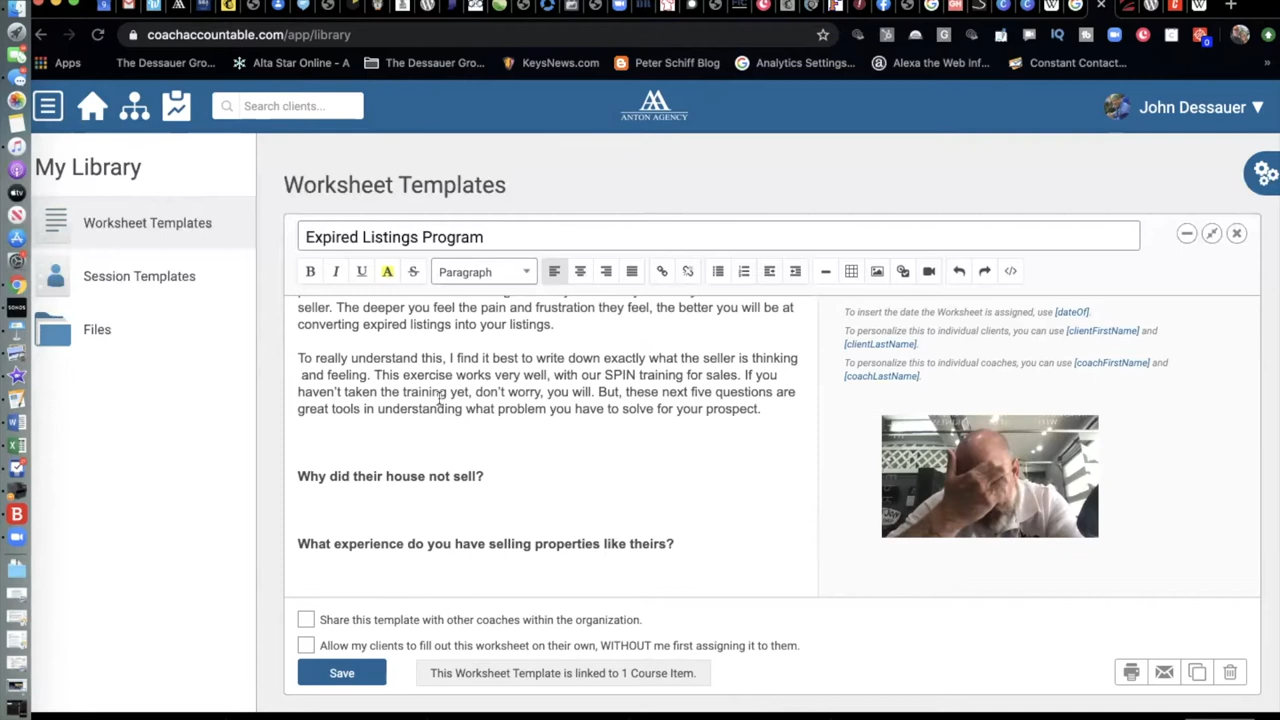 coachaccountable.com/app/library
Apps
The Dessauer Gro...
Alta Star Online - A
The Dessauer Gro...
KeysNews.com
Peter Schiff Blog
Analytics Settings...
Alexa the Web Inf...
Constant Contact...
Search clients...
ANTON AGENCY
John Dessauer ▼
My Library
Worksheet Templates
Session Templates
Files
Worksheet Templates
Expired Listings Program
B I U A S Paragraph
seller. The deeper you feel the pain and frustration they feel, the better you will be at
converting expired listings into your listings.
To really understand this, I find it best to write down exactly what the seller is thinking
and feeling. This exercise works very well, with our SPIN training for sales. If you
haven't taken the training yet, don't worry, you will. But, these next five questions are
great tools in understanding what problem you have to solve for your prospect.
Why did their house not sell?
What experience do you have selling properties like theirs?
To insert the date the Worksheet is assigned, use [dateOf].
To personalize this to individual clients, you can use [clientFirstName] and
[clientLastName].
To personalize this to individual coaches, you can use [coachFirstName] and
[coachLastName].
Share this template with other coaches within the organization.
Allow my clients to fill out this worksheet on their own, WITHOUT me first assigning it to them.
Save
This Worksheet Template is linked to 1 Course Item.